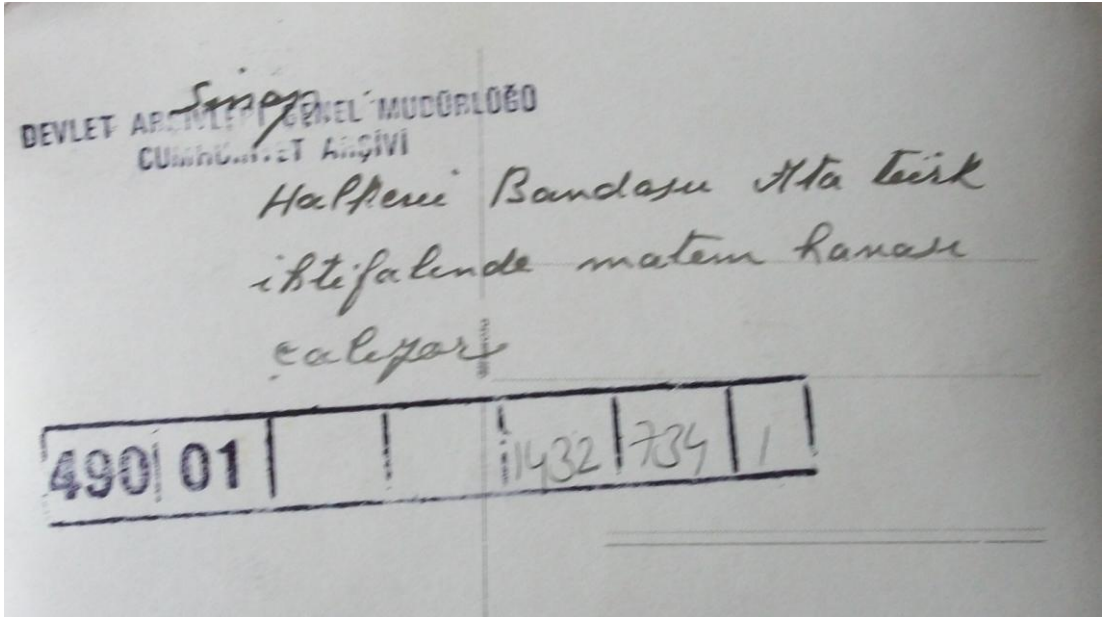 Sinop
DEVLET ARŞİVLERİ GENEL MÜDÜRLÜĞÜ
CUMHURİYET ARŞİVİ
Halkevi Bandosu Ata türk
ihtifalinde matem havası
çalıyor
490 01 1432 734 1